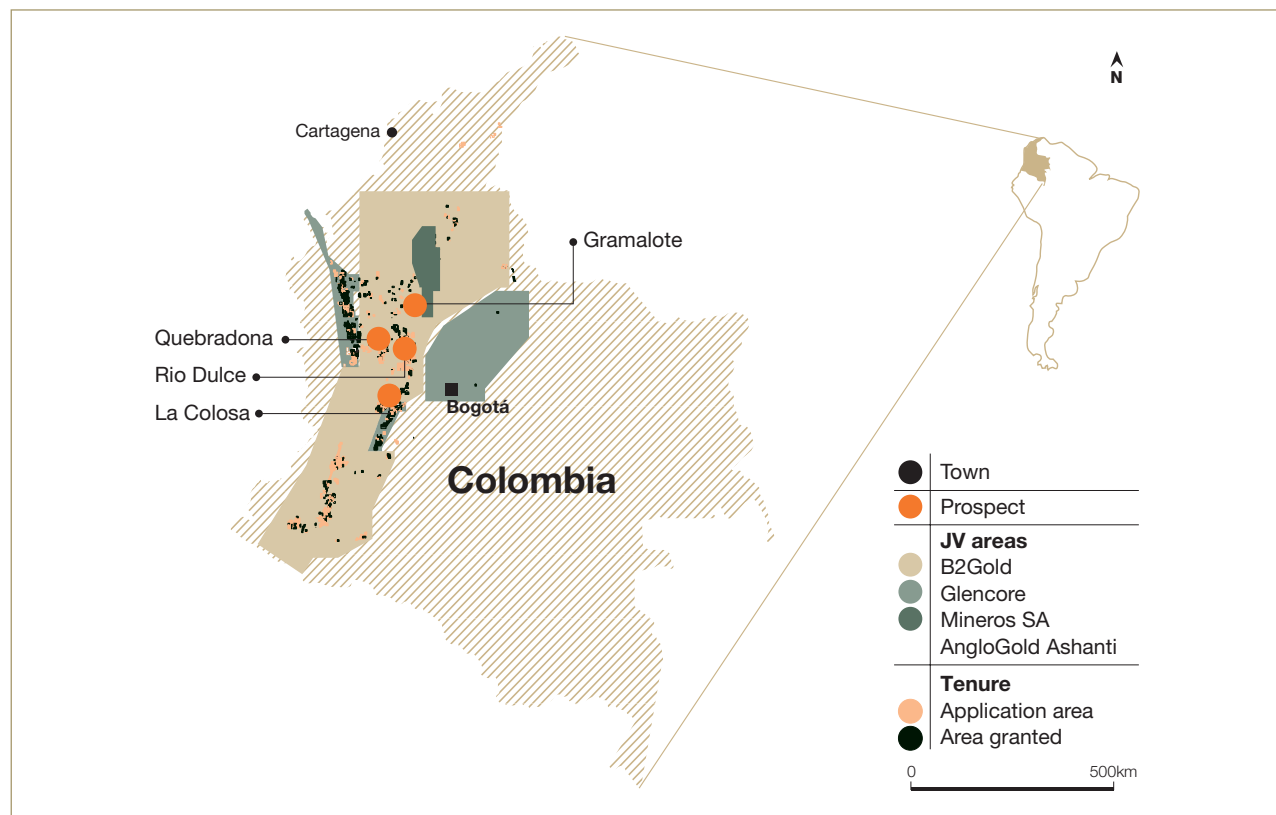 N
Cartagena
Gramalote
Quebradona
Rio Dulce
La Colosa
Bogotá
Colombia
Town
Prospect
JV areas
B2Gold
Glencore
Mineros SA
AngloGold Ashanti
Tenure
Application area
Area granted
0 500km